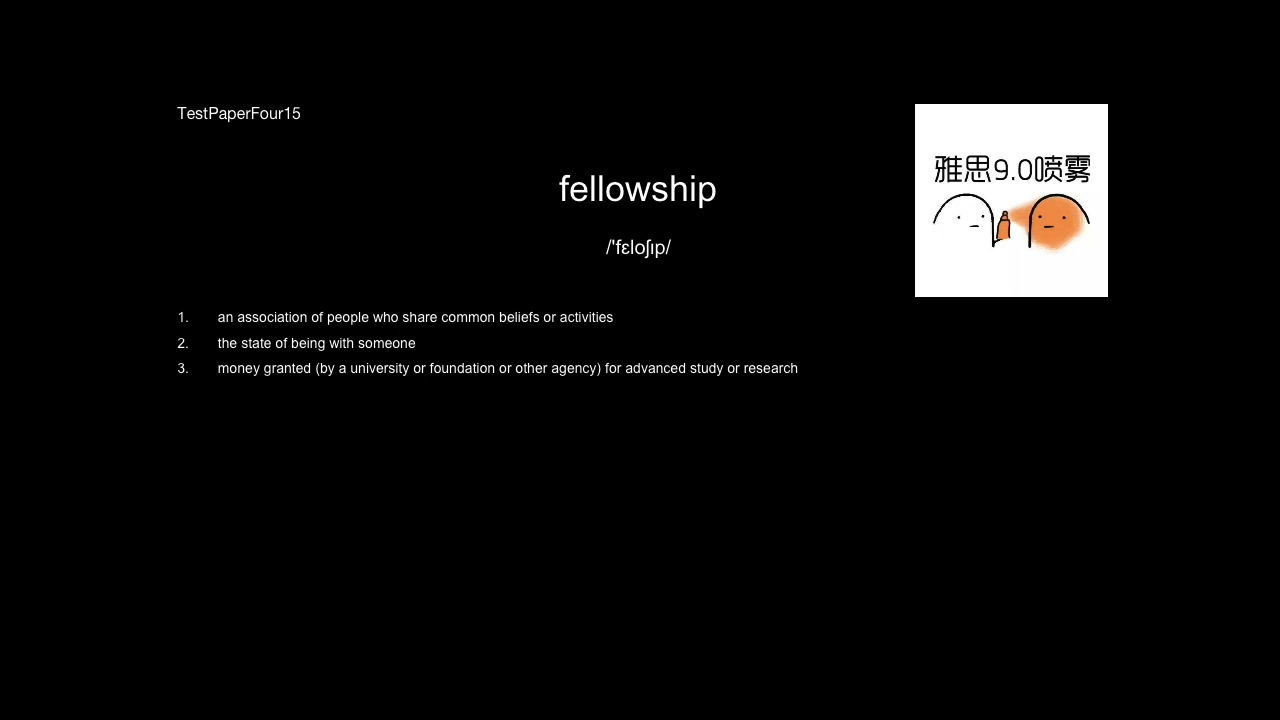 TestPaperFour15
雅思9.0喷雾
fellowship
/'fɛloʃɪp/
1. an association of people who share common beliefs or activities
2. the state of being with someone
3. money granted (by a university or foundation or other agency) for advanced study or research